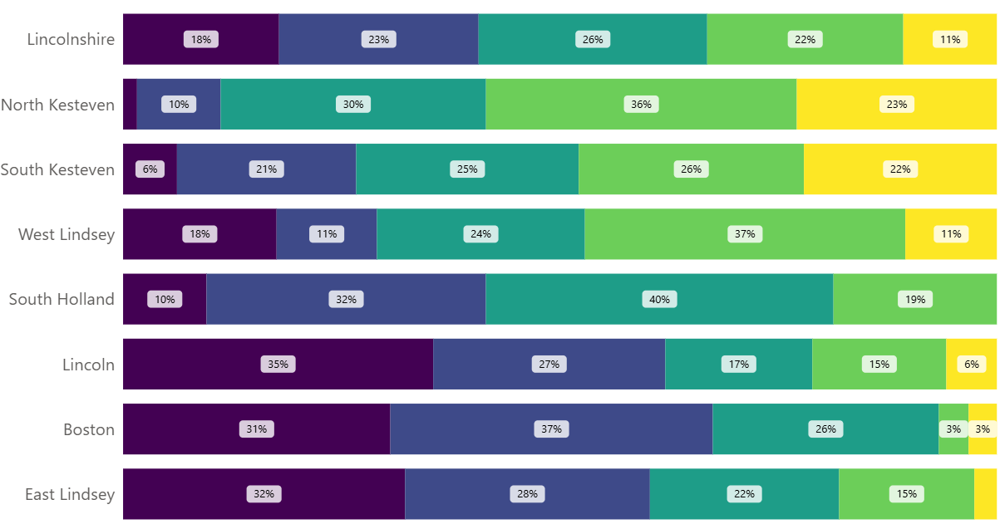 Lincolnshire 18% 23% 26% 22% 11%
North Kesteven 10% 30% 36% 23%
South Kesteven 6% 21% 25% 26% 22%
West Lindsey 18% 11% 24% 37% 11%
South Holland 10% 32% 40% 19%
Lincoln 35% 27% 17% 15% 6%
Boston 31% 37% 26% 3% 3%
East Lindsey 32% 28% 22% 15%